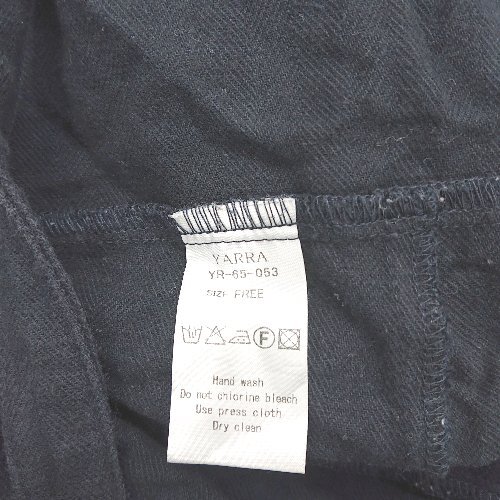 YARRA
YR-65-053
SIZE FREE
F
Hand wash
Do not chlorine bleach
Use press cloth
Dry clean